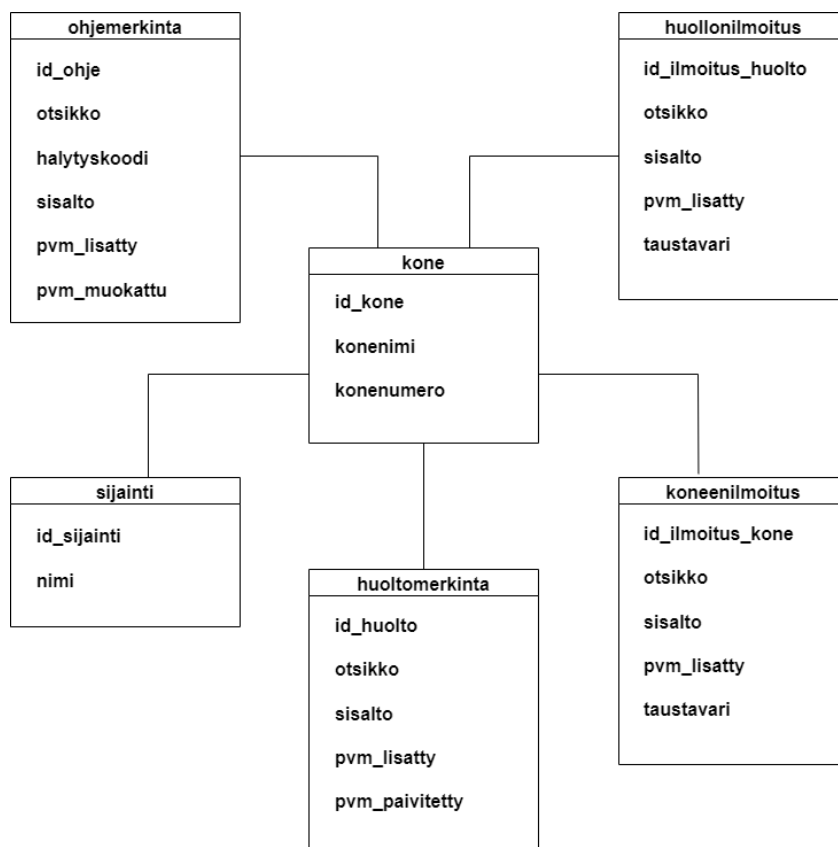 ohjemerkinta
id_ohje
otsikko
halytyskoodi
sisalto
pvm_lisatty
pvm_muokattu
huollonilmoitus
id_ilmoitus_huolto
otsikko
sisalto
pvm_lisatty
taustavari
kone
id_kone
konenimi
konenumero
sijainti
id_sijainti
nimi
huoltomerkinta
id_huolto
otsikko
sisalto
pvm_lisatty
pvm_paivitetty
koneenilmoitus
id_ilmoitus_kone
otsikko
sisalto
pvm_lisatty
taustavari